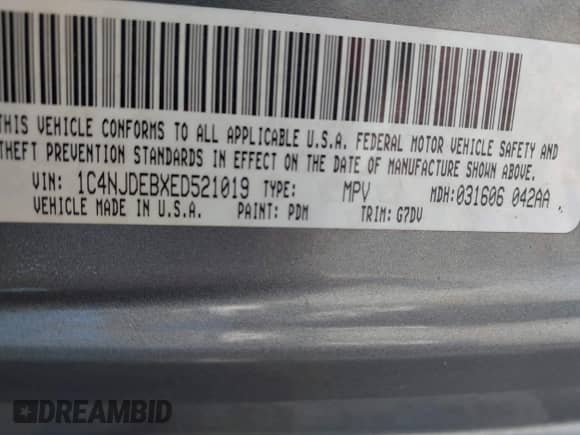 THIS VEHICLE CONFORMS TO ALL APPLICABLE U.S.A. FEDERAL MOTOR VEHICLE SAFETY AND
THEFT PREVENTION STANDARDS IN EFFECT ON THE DATE OF MANUFACTURE SHOWN ABOVE.
VIN: 1C4NJDEBXED521019 TYPE: MPV MDH:031606 042AA
VEHICLE MADE IN U.S.A. PAINT: PDM TRIM: G7DV
DREAMBID